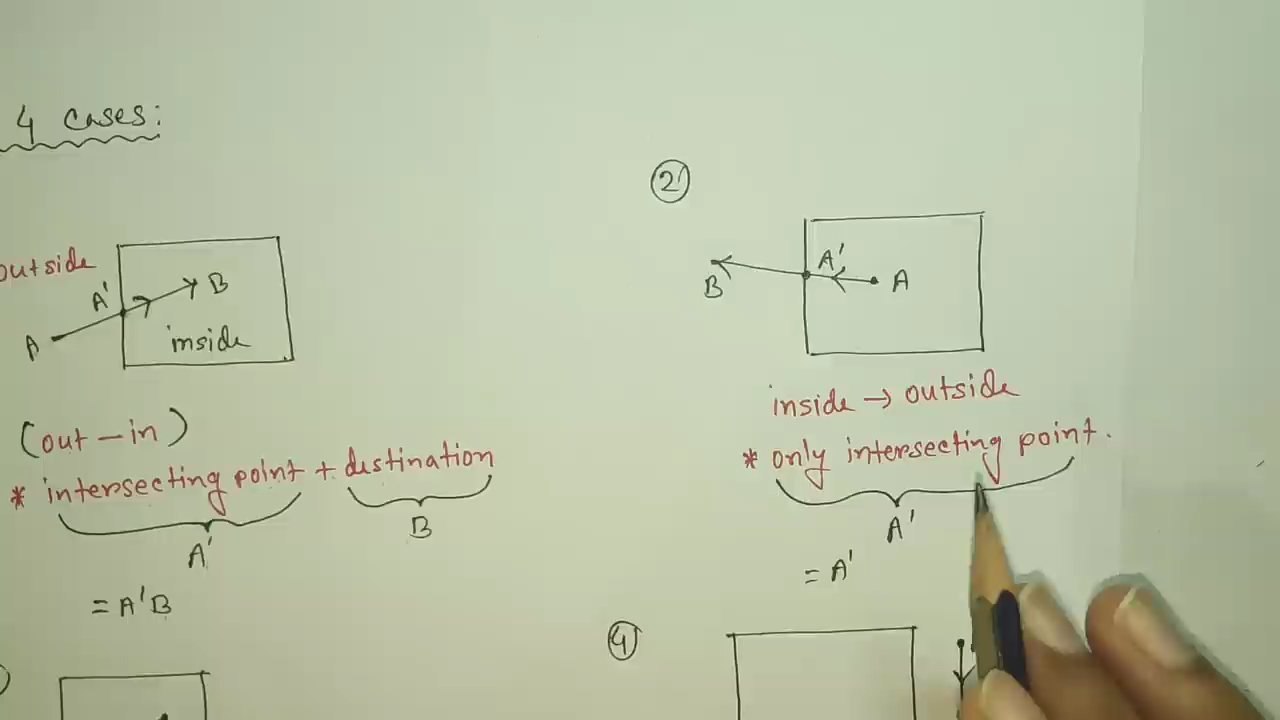 4 cases:
outside
A'
B
A
inside
(out - in)
* intersecting point + destination
A'
B
= A'B
2
A'
B
A
inside → outside
* only intersecting point.
A'
= A'
4